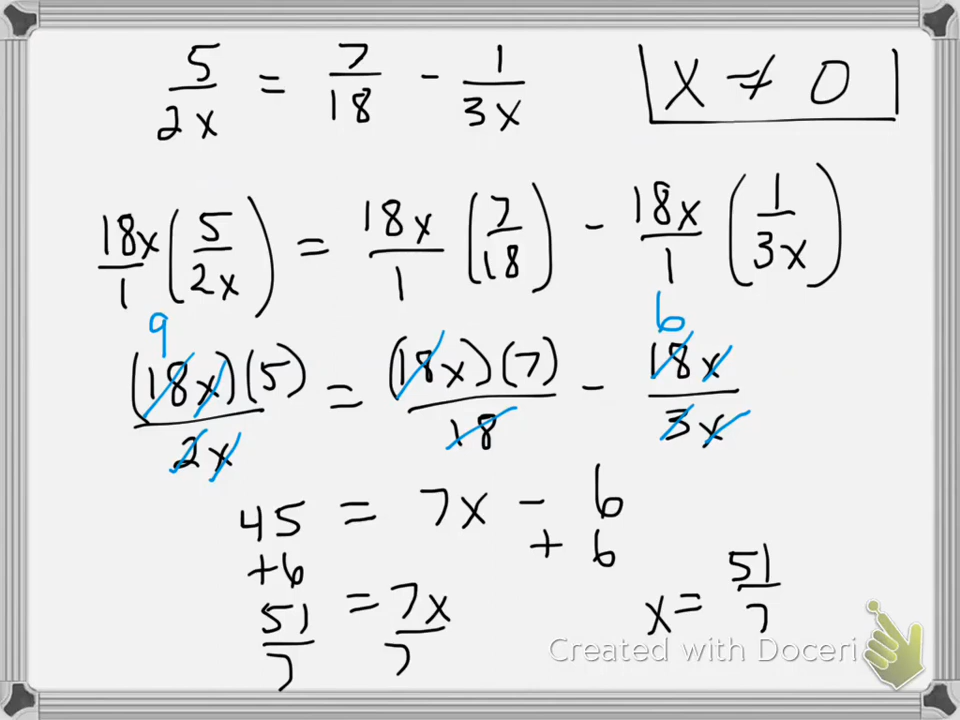 5/2x = 7/18 - 1/3x    x ≠ 0
18x/1 (5/2x) = 18x/1 (7/18) - 18x/1 (1/3x)
9 6
(18x)(5)/2x = (18x)(7)/18 - 18x/3x
45 = 7x - 6
+6 + 6
51/7 = 7x/7    x = 51/7
Created with Doceri